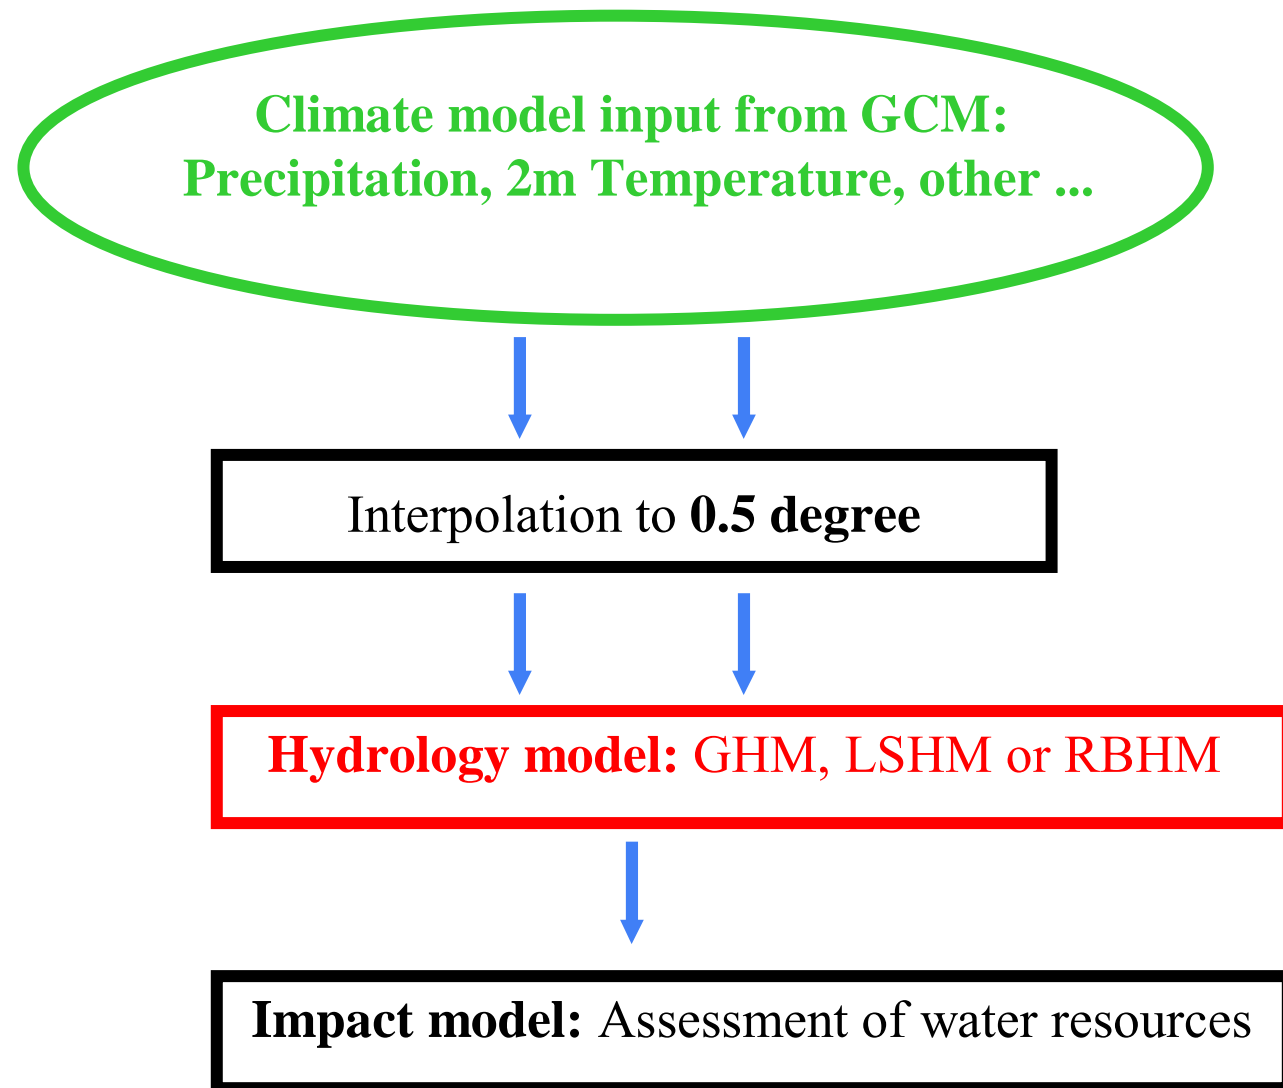 Climate model input from GCM:
Precipitation, 2m Temperature, other ...
Interpolation to 0.5 degree
Hydrology model: GHM, LSHM or RBHM
Impact model: Assessment of water resources